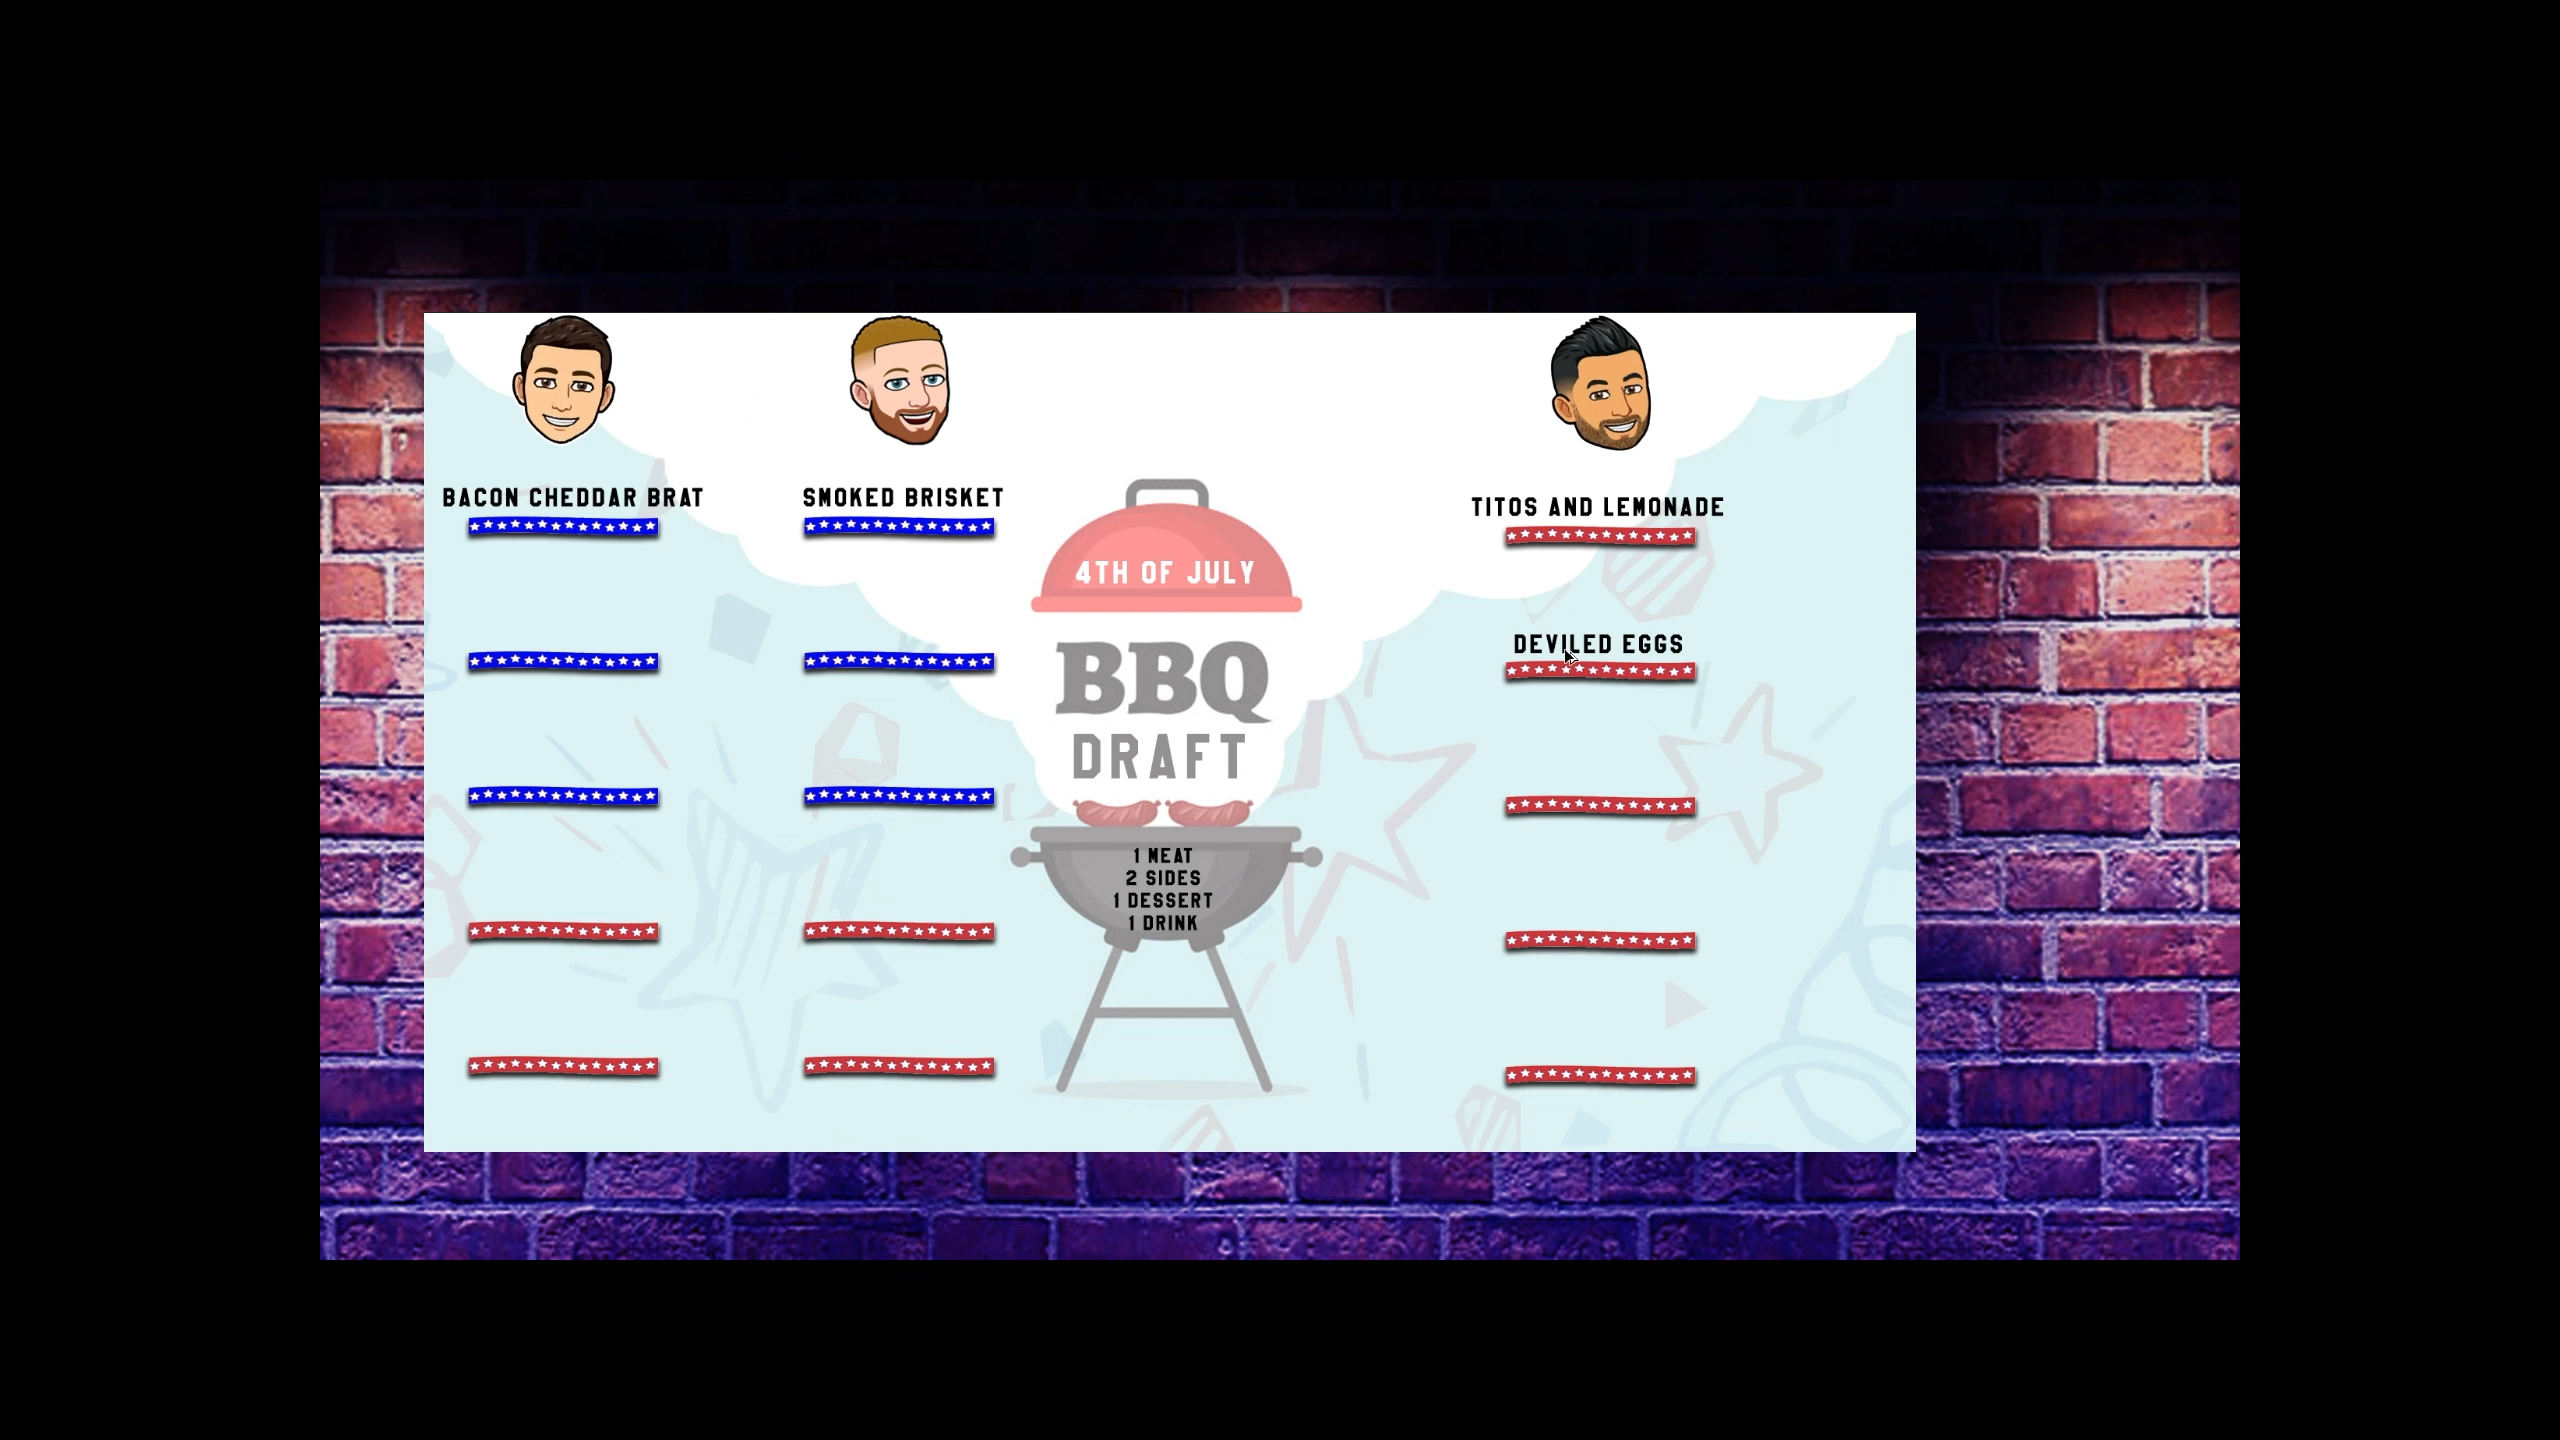 BACON CHEDDAR BRAT
SMOKED BRISKET
TITOS AND LEMONADE
DEVILED EGGS
4TH OF JULY
BBQ
DRAFT
1 MEAT
2 SIDES
1 DESSERT
1 DRINK